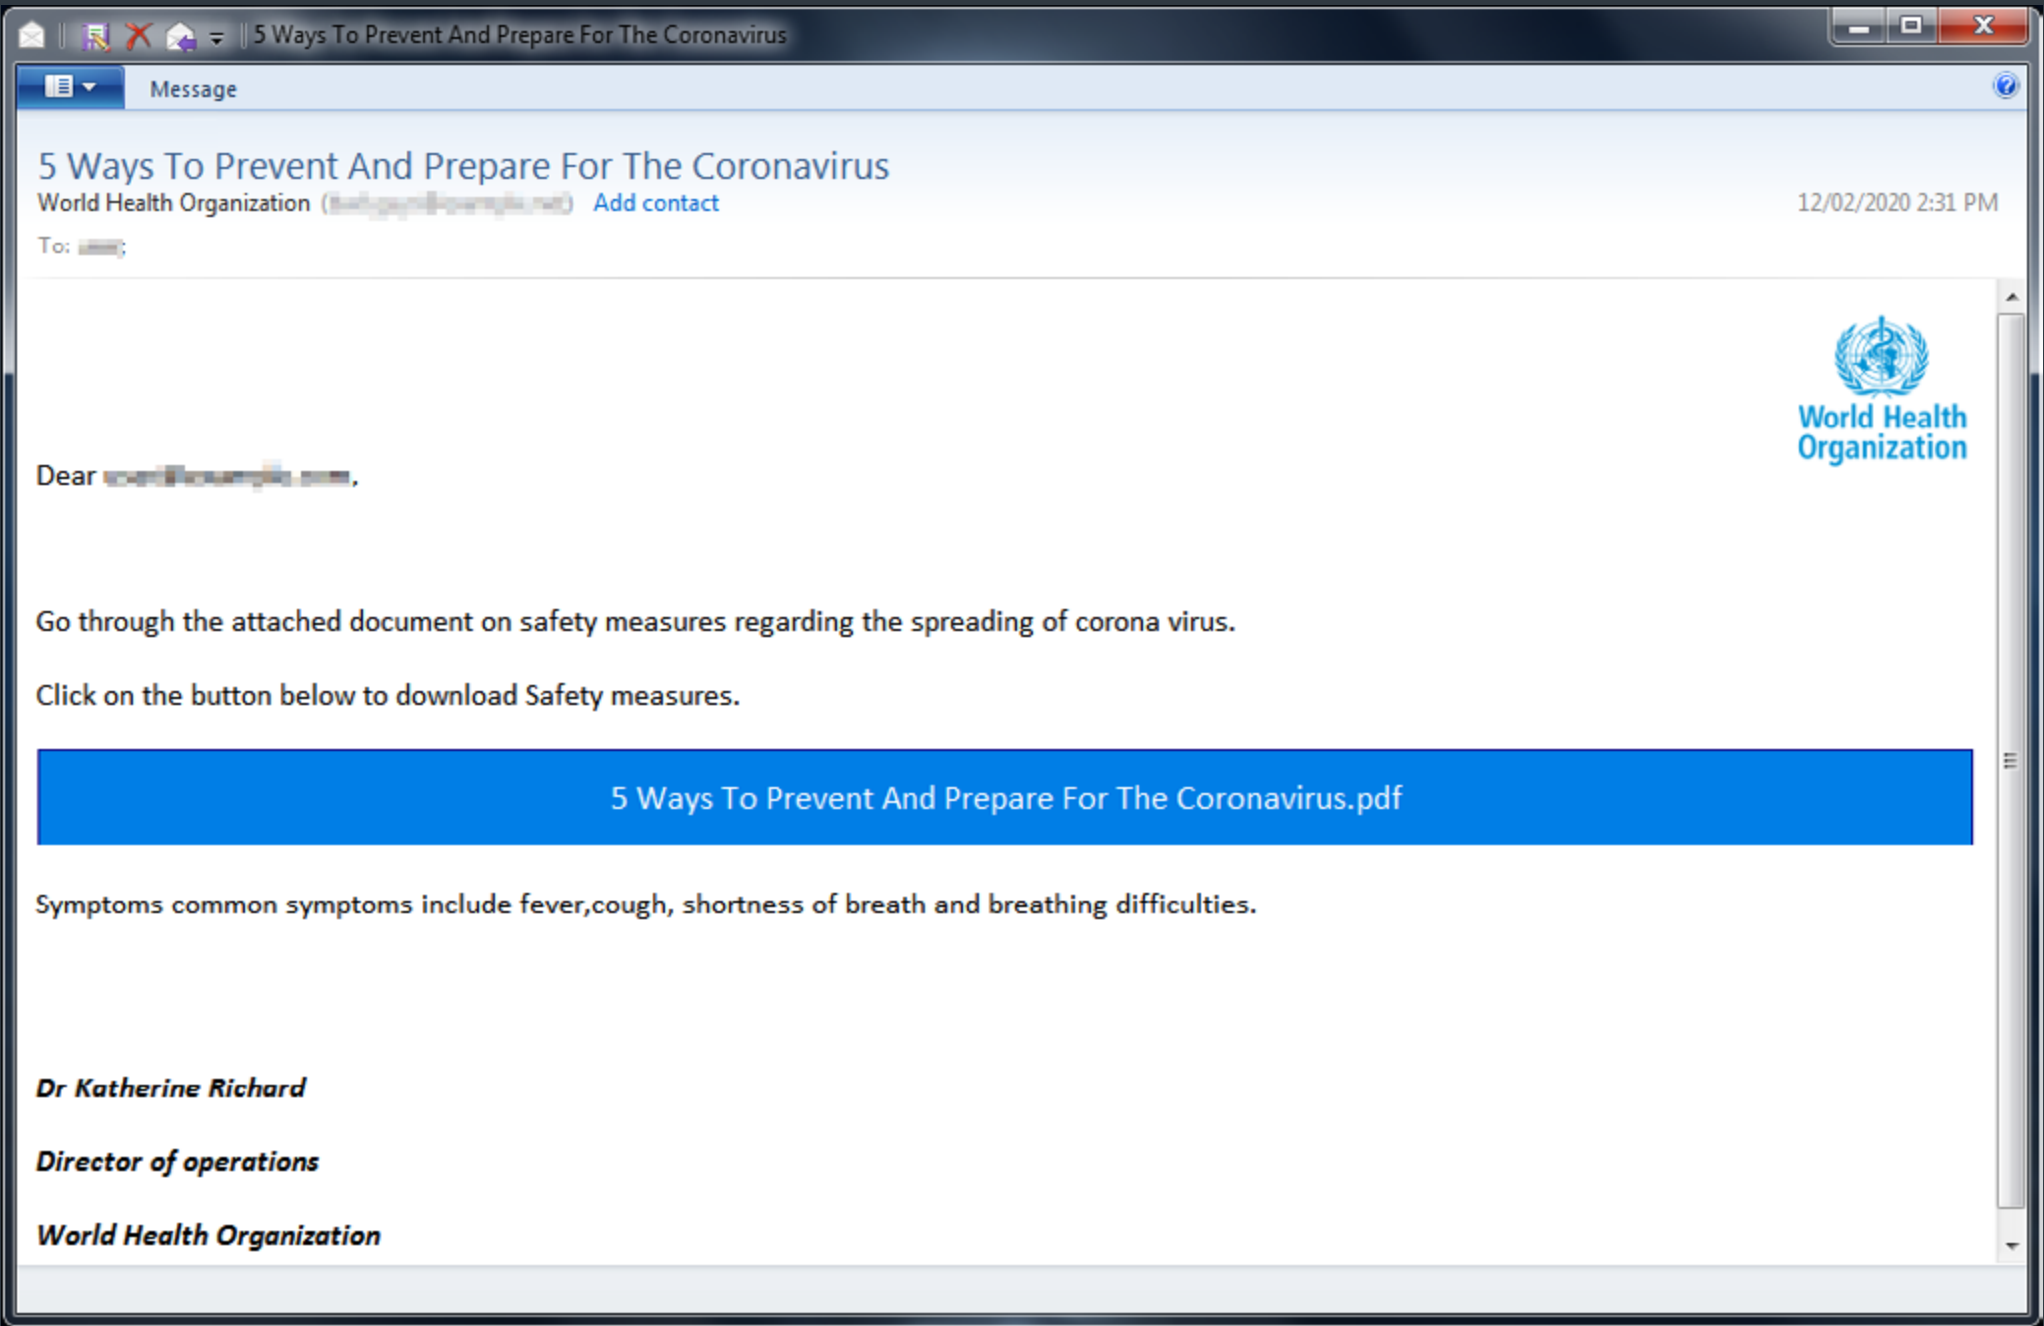 5 Ways To Prevent And Prepare For The Coronavirus
Message
5 Ways To Prevent And Prepare For The Coronavirus
World Health Organization ( ) Add contact
12/02/2020 2:31 PM
To: ;
World Health
Organization
Dear ,
Go through the attached document on safety measures regarding the spreading of corona virus.
Click on the button below to download Safety measures.
5 Ways To Prevent And Prepare For The Coronavirus.pdf
Symptoms common symptoms include fever,cough, shortness of breath and breathing difficulties.
Dr Katherine Richard
Director of operations
World Health Organization